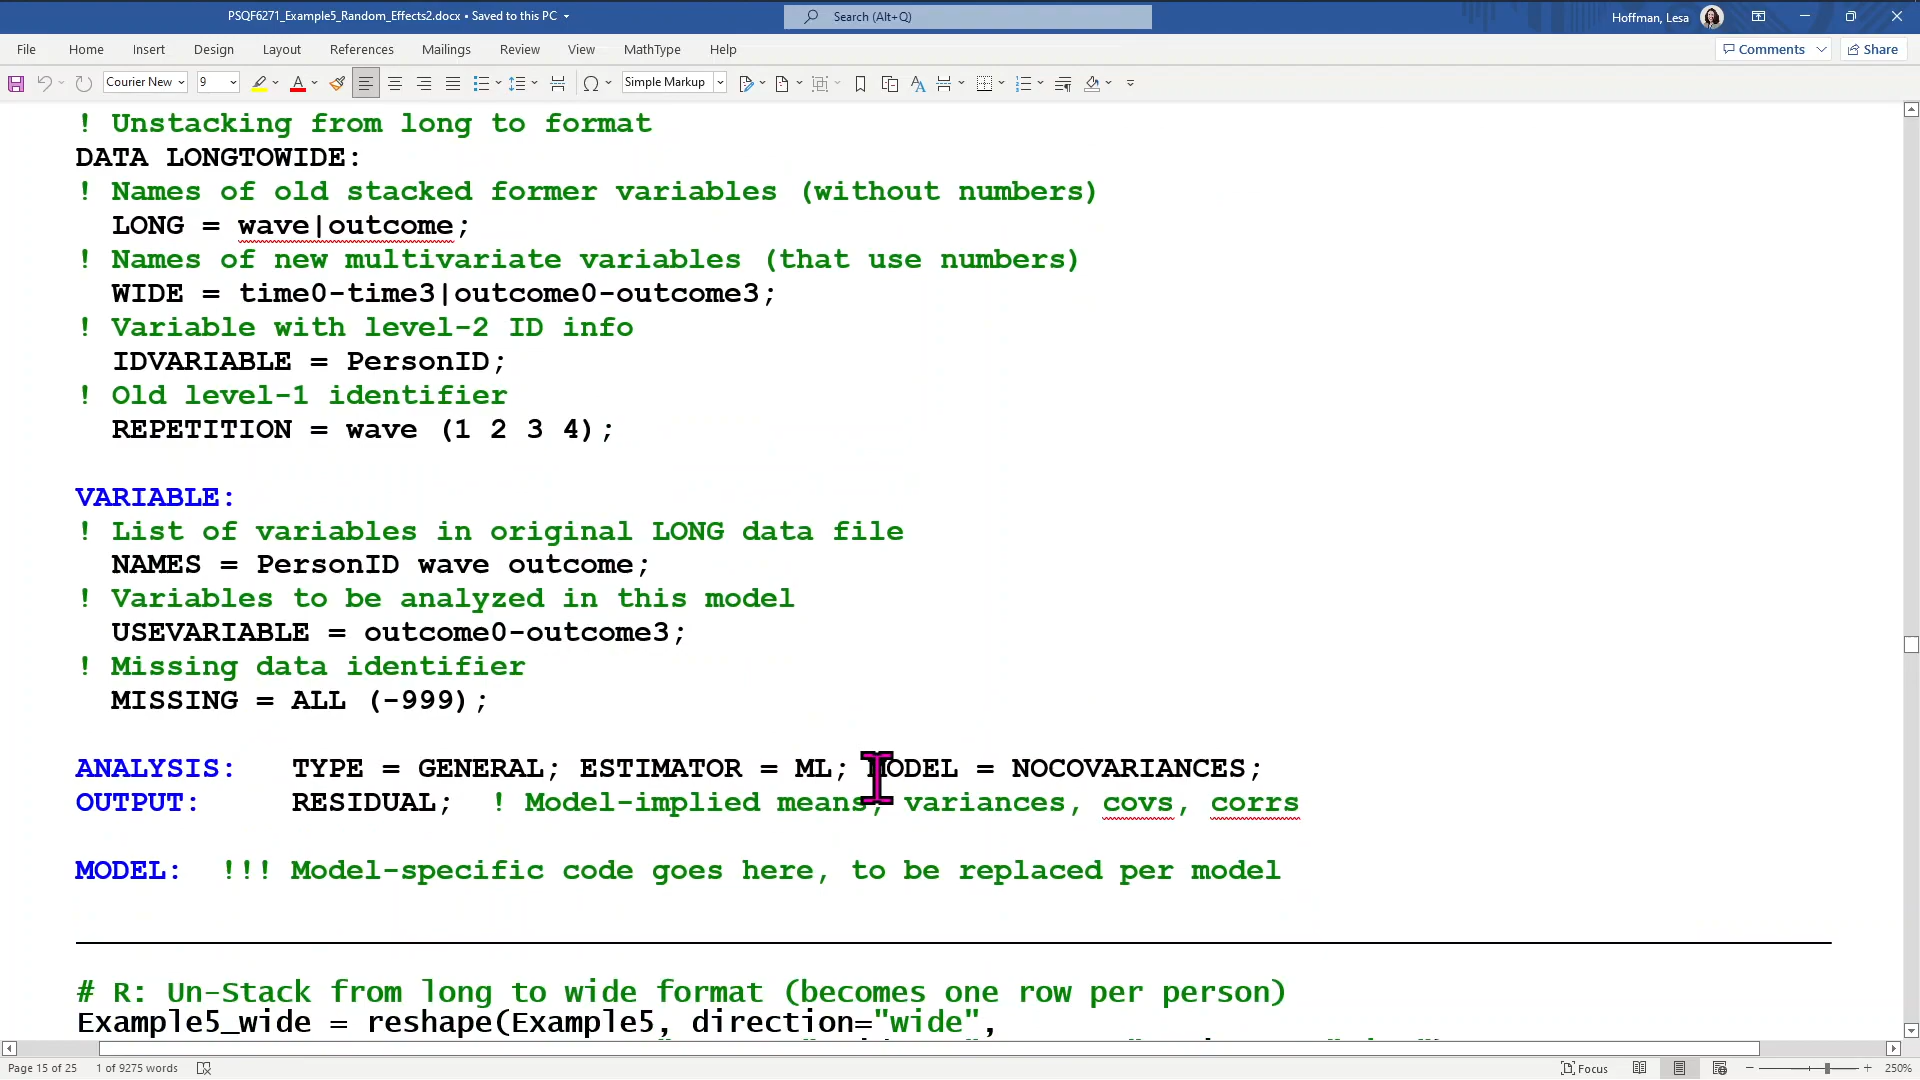 PSQF6271_Example5_Random_Effects2.docx • Saved to this PC
Search (Alt+Q)
Hoffman, Lesa
File Home Insert Design Layout References Mailings Review View MathType Help
Comments Share
Courier New 9 Simple Markup
! Unstacking from long to format
DATA LONGTOWIDE:
! Names of old stacked former variables (without numbers)
LONG = wave|outcome;
! Names of new multivariate variables (that use numbers)
WIDE = time0-time3|outcome0-outcome3;
! Variable with level-2 ID info
IDVARIABLE = PersonID;
! Old level-1 identifier
REPETITION = wave (1 2 3 4);
VARIABLE:
! List of variables in original LONG data file
NAMES = PersonID wave outcome;
! Variables to be analyzed in this model
USEVARIABLE = outcome0-outcome3;
! Missing data identifier
MISSING = ALL (-999);
ANALYSIS: TYPE = GENERAL; ESTIMATOR = ML; MODEL = NOCOVARIANCES;
OUTPUT: RESIDUAL; ! Model-implied means, variances, covs, corrs
MODEL: !!! Model-specific code goes here, to be replaced per model
# R: Un-Stack from long to wide format (becomes one row per person)
Example5_wide = reshape(Example5, direction="wide",
Page 15 of 25 1 of 9275 words
Focus
250%